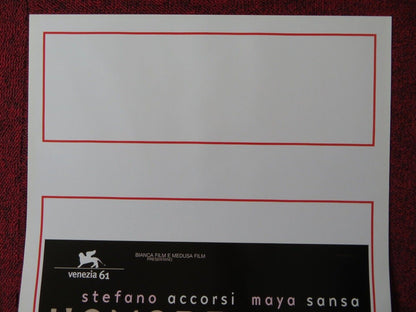 BIANCA FILM E MEDUSA FILM
PRESENTANO
venezia 61
stefano accorsi maya sansa